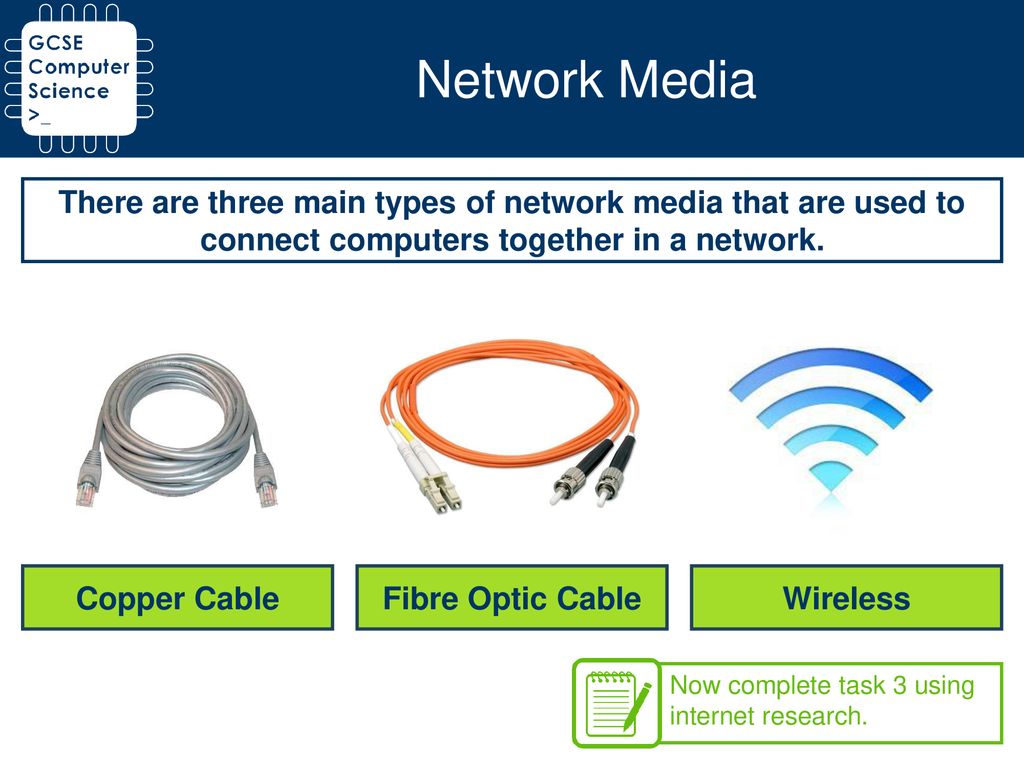 GCSE
Computer
Science
>_
Network Media
There are three main types of network media that are used to
connect computers together in a network.
Copper Cable
Fibre Optic Cable
Wireless
Now complete task 3 using
internet research.